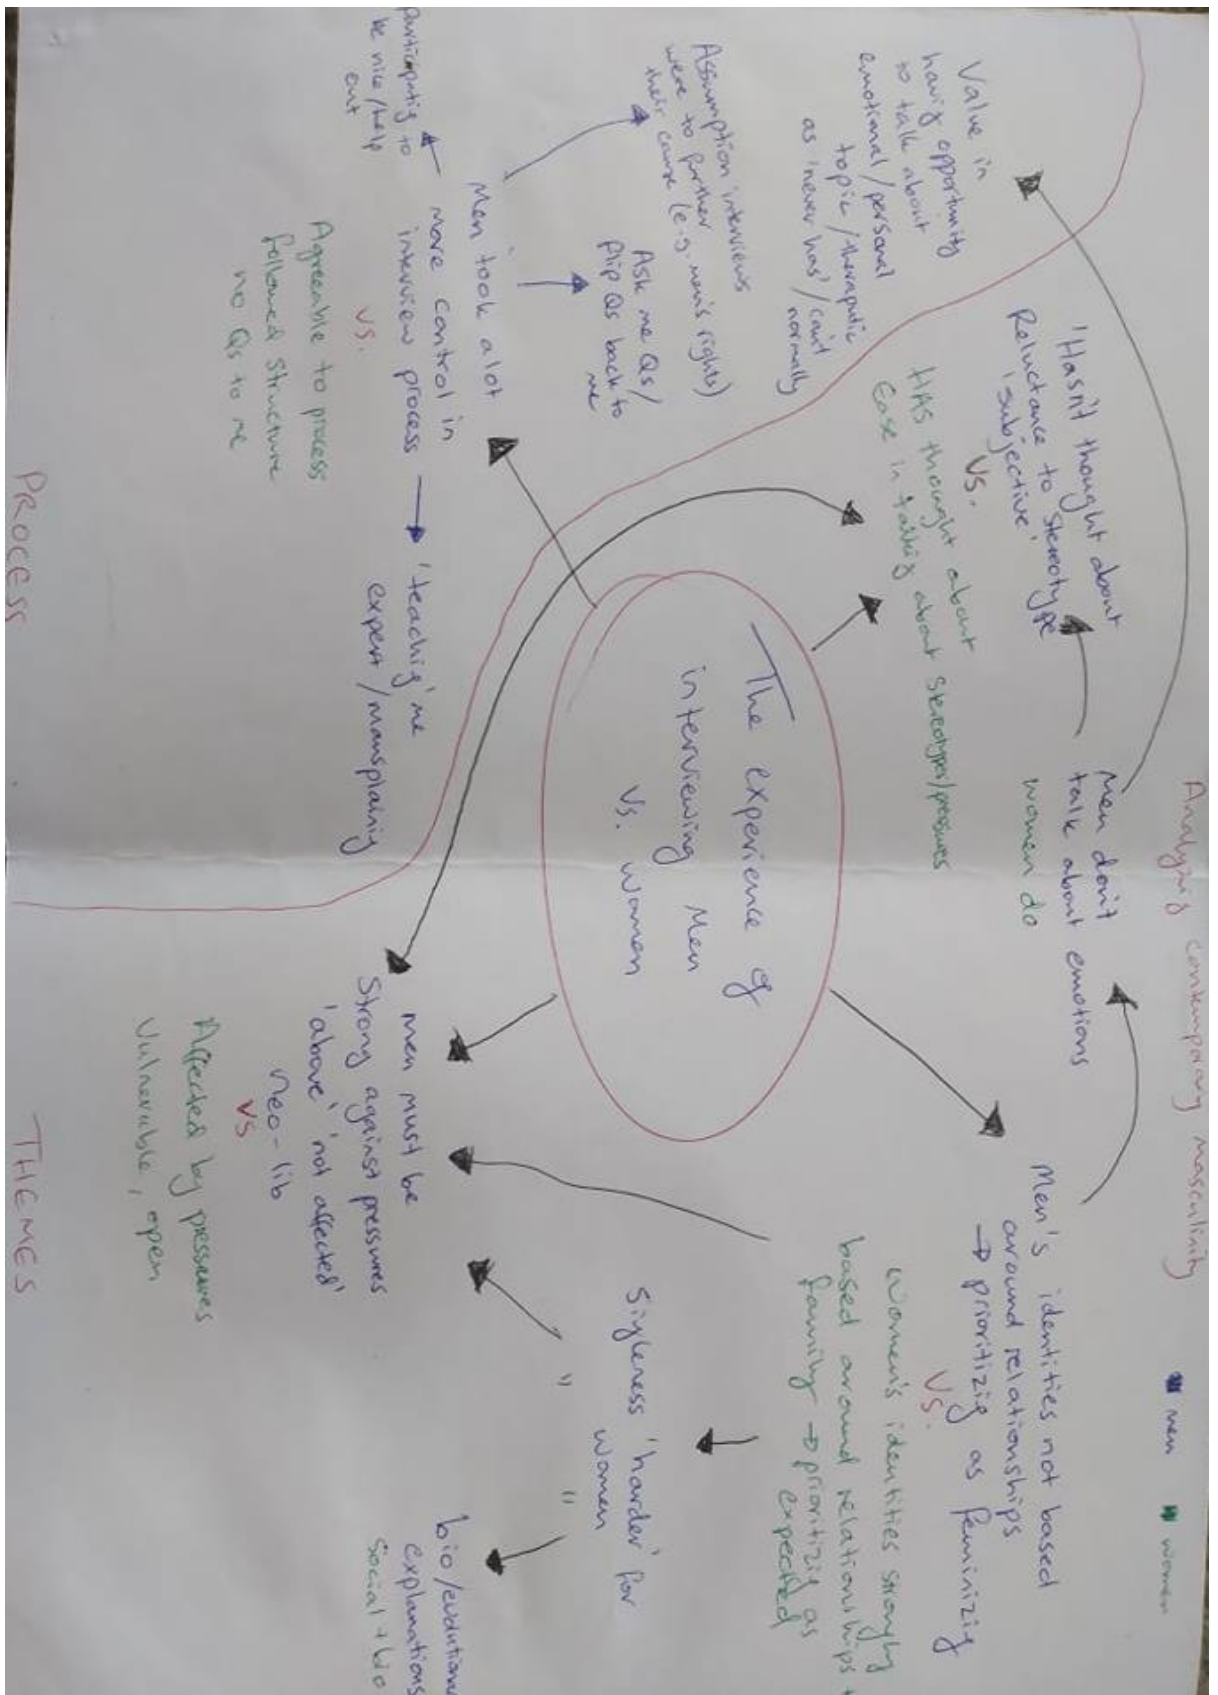 Analyzing contemporary masculinity
men
women
Value in
having opportunity
to talk about
emotional/personal
topic/theraputic
as 'never has'/can't
normally
'Hasn't thought about'
Reluctance to stereotype
'subjective'
vs.
HAS thought about
Ease in talking about stereotypes/pressures
Men don't
talk about emotions
women do
Men's identities not based
around relationships
→ prioritizing as feminizing
vs.
women's identities strongly
based around relationships +
family → prioritizing as
expected
Assumption interviews
were to further
their cause (e.g. men's rights)
Ask me Qs/
flip Qs back to
me
The experience of
interviewing Men
vs. women
Singleness 'harder' for
women
" "
participating to
be nice/help
out
Men took a lot
more control in
interview process → 'teaching' me
expert/mansplaining
vs.
Agreeable to process
followed structure
no Qs to me
men must be
Strong against pressures
'above' 'not affected'
neo-lib
vs
Affected by pressures
Vulnerable, open
bio/evolutionary
explanations
Social + bio
PROCESS
THEMES